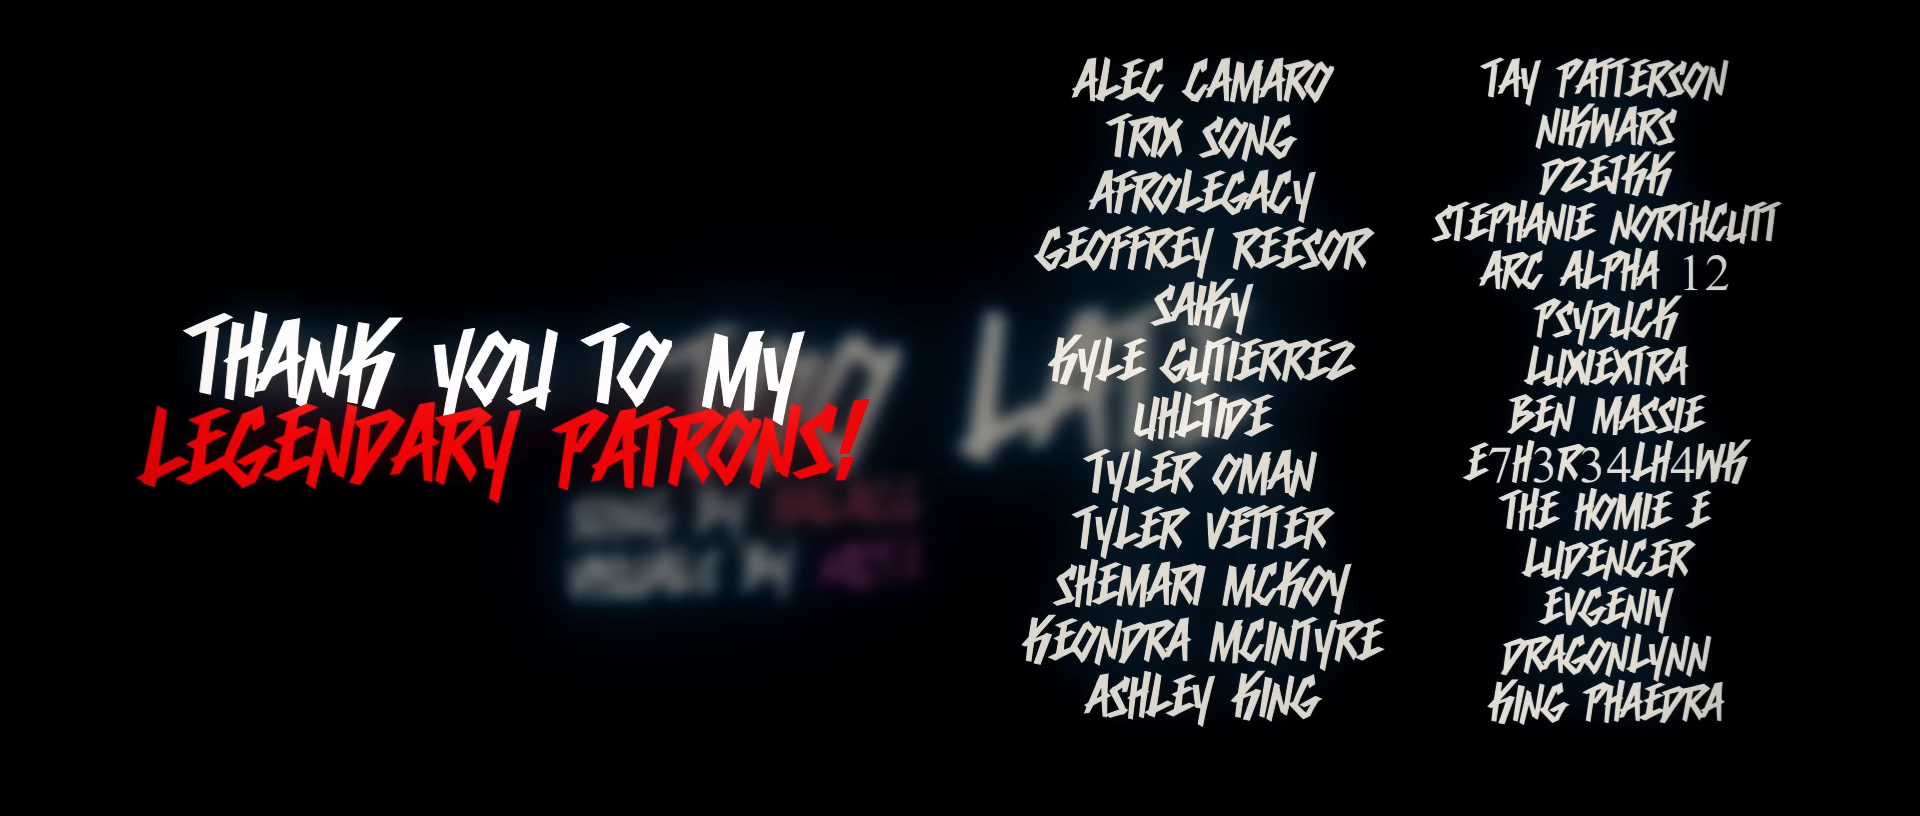 THANK YOU TO MY
LEGENDARY PATRONS!
ALEC CAMARO
TRIX SONG
AFROLEGACY
GEOFFREY REESOR
SAIKY
KYLE GUTIERREZ
UHLTIDE
TYLER OMAN
TYLER VETTER
SHEMARI MCKOY
KEONDRA MCINTYRE
ASHLEY KING
TAY PATTERSON
NIKWARS
DZEJKK
STEPHANIE NORTHCUTT
ARC ALPHA 12
PSYDUCK
LUXIEXTRA
BEN MASSIE
E7H3R34LH4WK
THE HOMIE E
LUDENCER
EVGENIY
DRAGONLYNN
KING PHAEDRA